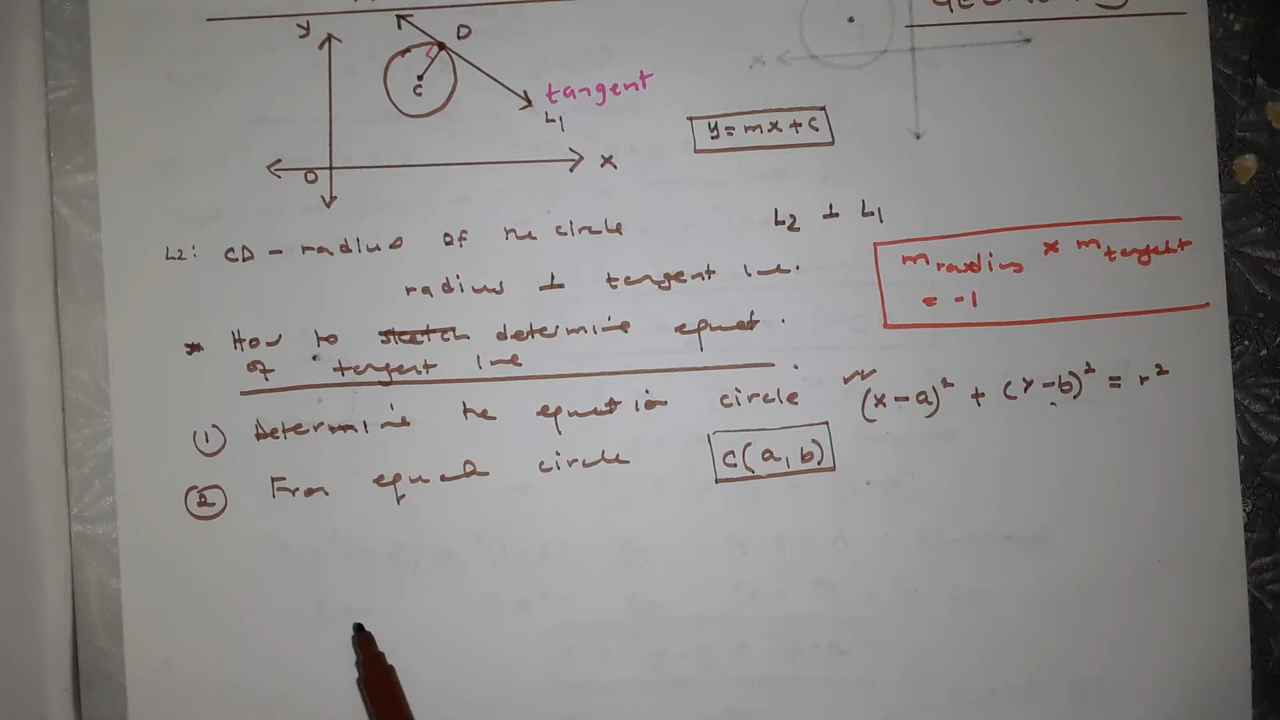 y
D
C
tangent
L1
O
x
x
y = mx + c
L2: CD - radius of the circle
L2 ⊥ L1
radius ⊥ tangent line.
m radius × m tangent
= -1
* How to sketch determine equat.
of tangent line
① Determine the equation circle (x-a)² + (y-b)² = r²
② From circle C(a,b)